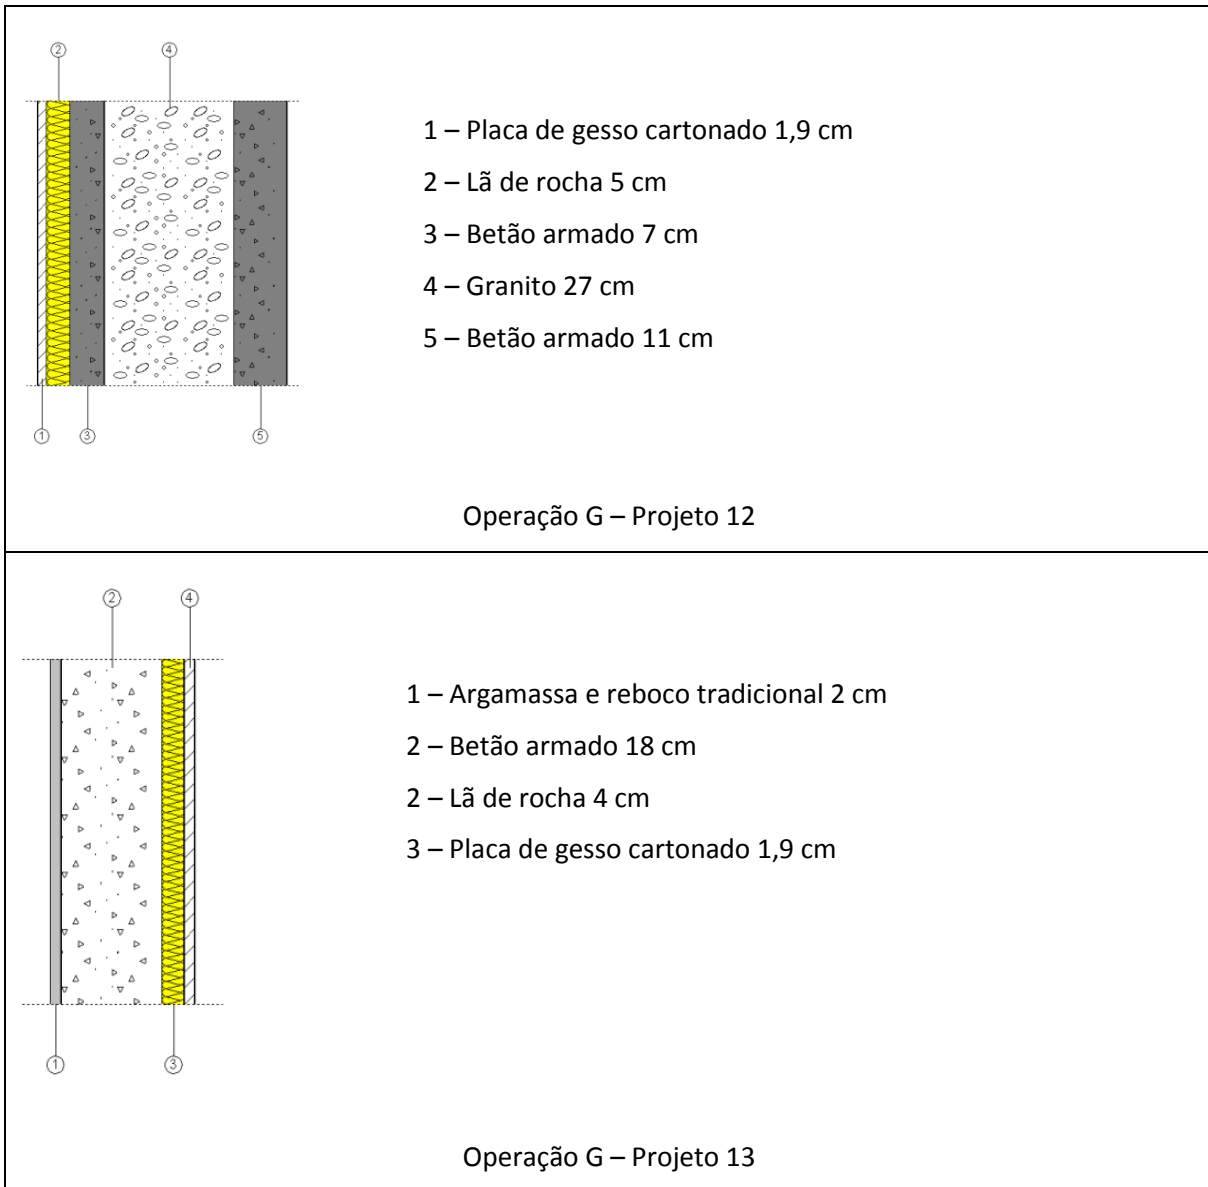 2 4
1 – Placa de gesso cartonado 1,9 cm
2 – Lã de rocha 5 cm
3 – Betão armado 7 cm
4 – Granito 27 cm
5 – Betão armado 11 cm
1 3 5
Operação G – Projeto 12
2 4
1 – Argamassa e reboco tradicional 2 cm
2 – Betão armado 18 cm
2 – Lã de rocha 4 cm
3 – Placa de gesso cartonado 1,9 cm
1 3
Operação G – Projeto 13